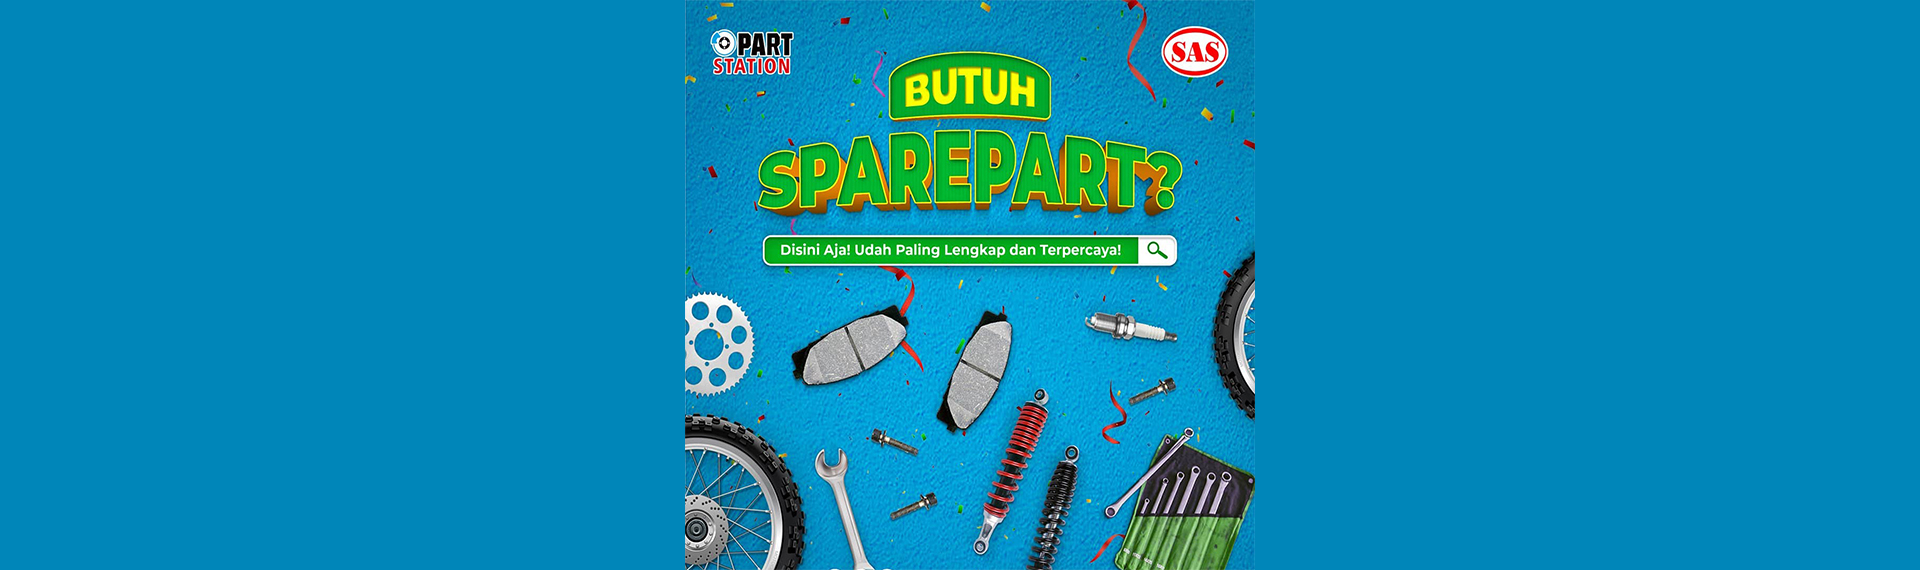 PART
STATION
SAS
BUTUH
SPAREPART?
Disini Aja! Udah Paling Lengkap dan Terpercaya!